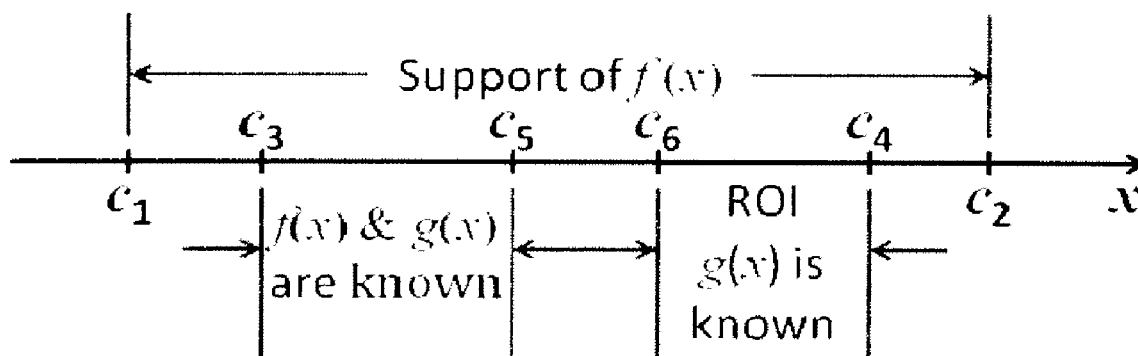 Support of f(x)
c₃ c₅ c₆ c₄
c₁ c₂ x
f(x) & g(x)
are known
ROI
g(x) is
known